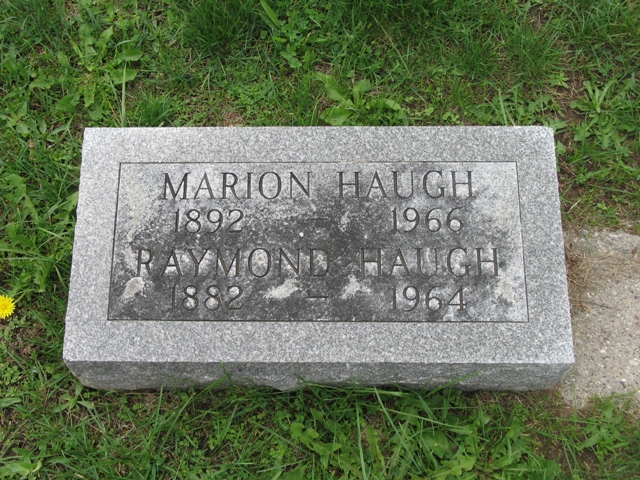 MARION HAUGH
1892 – 1966
RAYMOND HAUGH
1882 – 1964